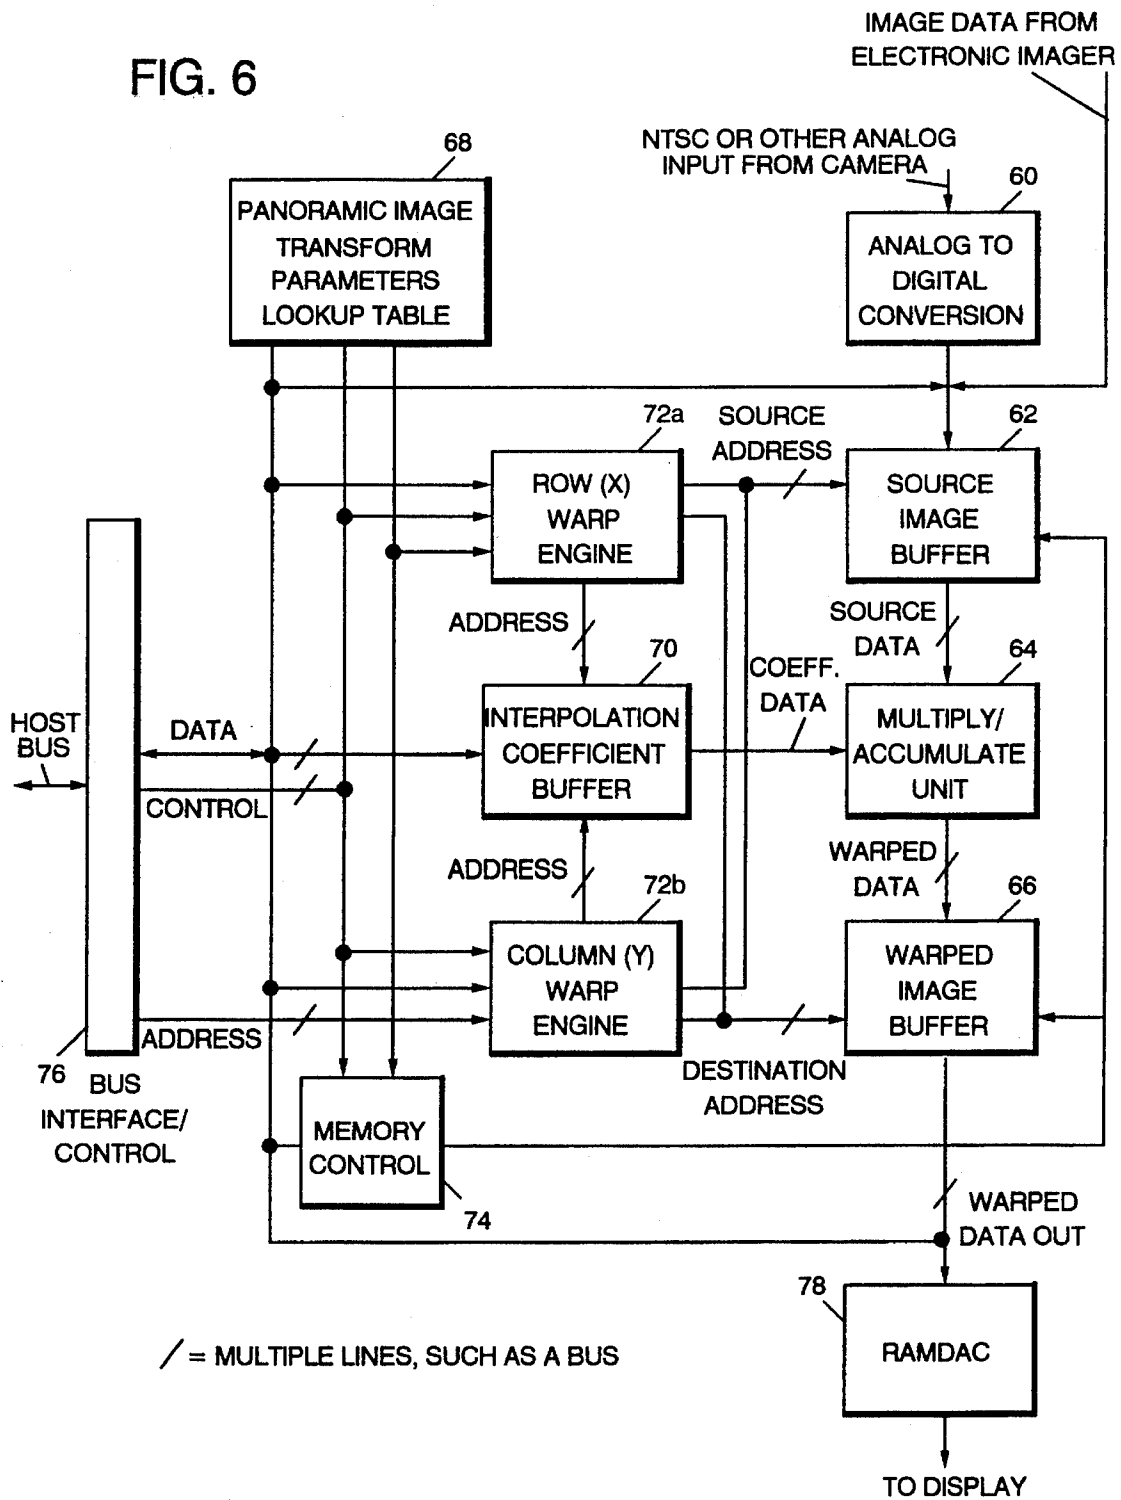 IMAGE DATA FROM
ELECTRONIC IMAGER
FIG. 6
NTSC OR OTHER ANALOG
INPUT FROM CAMERA
68
60
PANORAMIC IMAGE
TRANSFORM
PARAMETERS
LOOKUP TABLE
ANALOG TO
DIGITAL
CONVERSION
72a
SOURCE
ADDRESS
62
ROW (X)
WARP
ENGINE
SOURCE
IMAGE
BUFFER
ADDRESS
SOURCE
DATA
70
COEFF.
DATA
64
HOST
BUS
DATA
CONTROL
INTERPOLATION
COEFFICIENT
BUFFER
MULTIPLY/
ACCUMULATE
UNIT
ADDRESS
WARPED
DATA
72b
66
COLUMN (Y)
WARP
ENGINE
WARPED
IMAGE
BUFFER
ADDRESS
76
BUS
INTERFACE/
CONTROL
DESTINATION
ADDRESS
MEMORY
CONTROL
74
WARPED
DATA OUT
78
RAMDAC
/ = MULTIPLE LINES, SUCH AS A BUS
TO DISPLAY